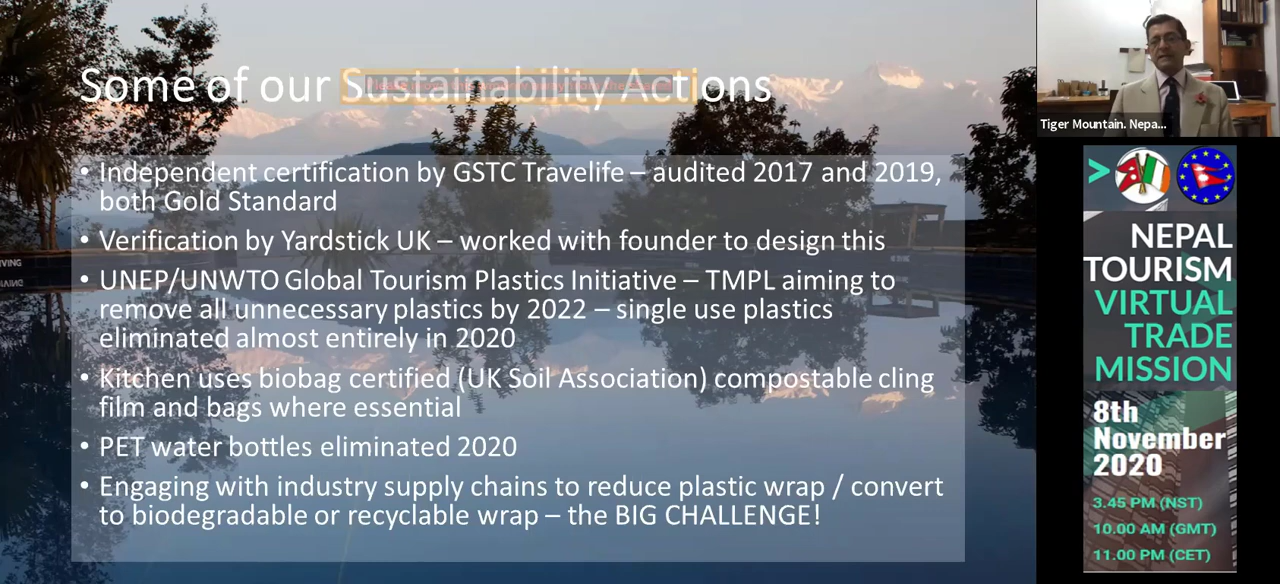 Some of our Sustainability Actions
• Independent certification by GSTC Travelife – audited 2017 and 2019,
both Gold Standard
• Verification by Yardstick UK – worked with founder to design this
• UNEP/UNWTO Global Tourism Plastics Initiative – TMPL aiming to
remove all unnecessary plastics by 2022 – single use plastics
eliminated almost entirely in 2020
• Kitchen uses biobag certified (UK Soil Association) compostable cling
film and bags where essential
• PET water bottles eliminated 2020
• Engaging with industry supply chains to reduce plastic wrap / convert
to biodegradable or recyclable wrap – the BIG CHALLENGE!
Tiger Mountain. Nepa...
>
NEPAL
TOURISM
VIRTUAL
TRADE
MISSION
8th
November
2020
3.45 PM (NST)
10.00 AM (GMT)
11.00 PM (CET)